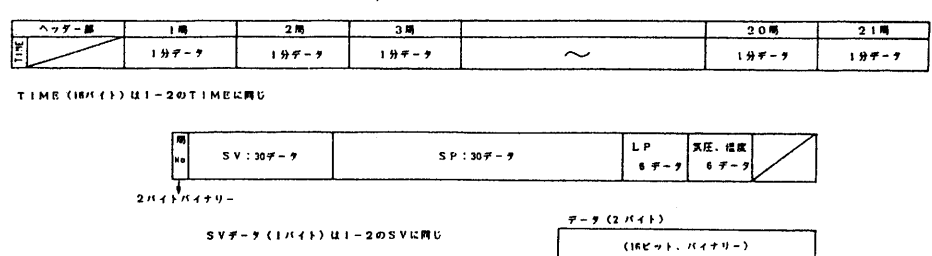 ヘッダー部 1局 2局 3局 20局 21局
TIME 1分データ 1分データ 1分データ ～ 1分データ 1分データ
TIME(16バイト)は1-2のTIMEに同じ
局No SV:30データ SP:30データ LP 6データ 気圧、温度 6データ
2バイトバイナリー
SVデータ(1バイト)は1-2のSVに同じ
データ(2バイト)
(16ビット、バイナリー)